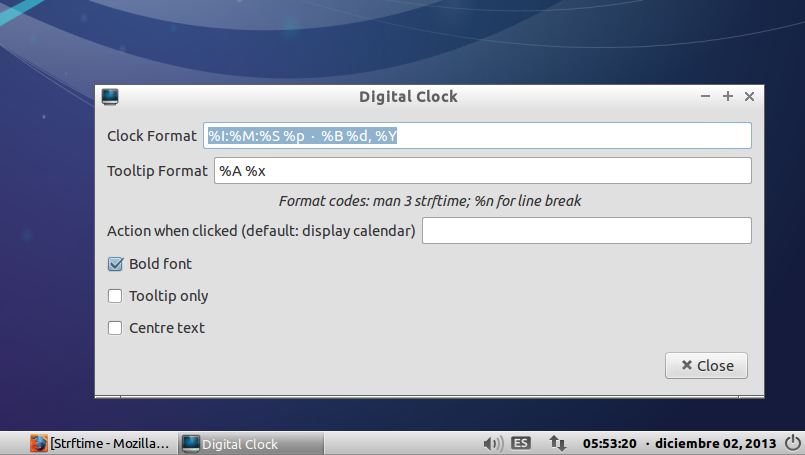 Digital Clock
Clock Format %I:%M:%S %p · %B %d, %Y
Tooltip Format %A %x
Format codes: man 3 strftime; %n for line break
Action when clicked (default: display calendar)
Bold font
Tooltip only
Centre text
Close
[Strftime - Mozilla... Digital Clock ES 05:53:20 · diciembre 02, 2013